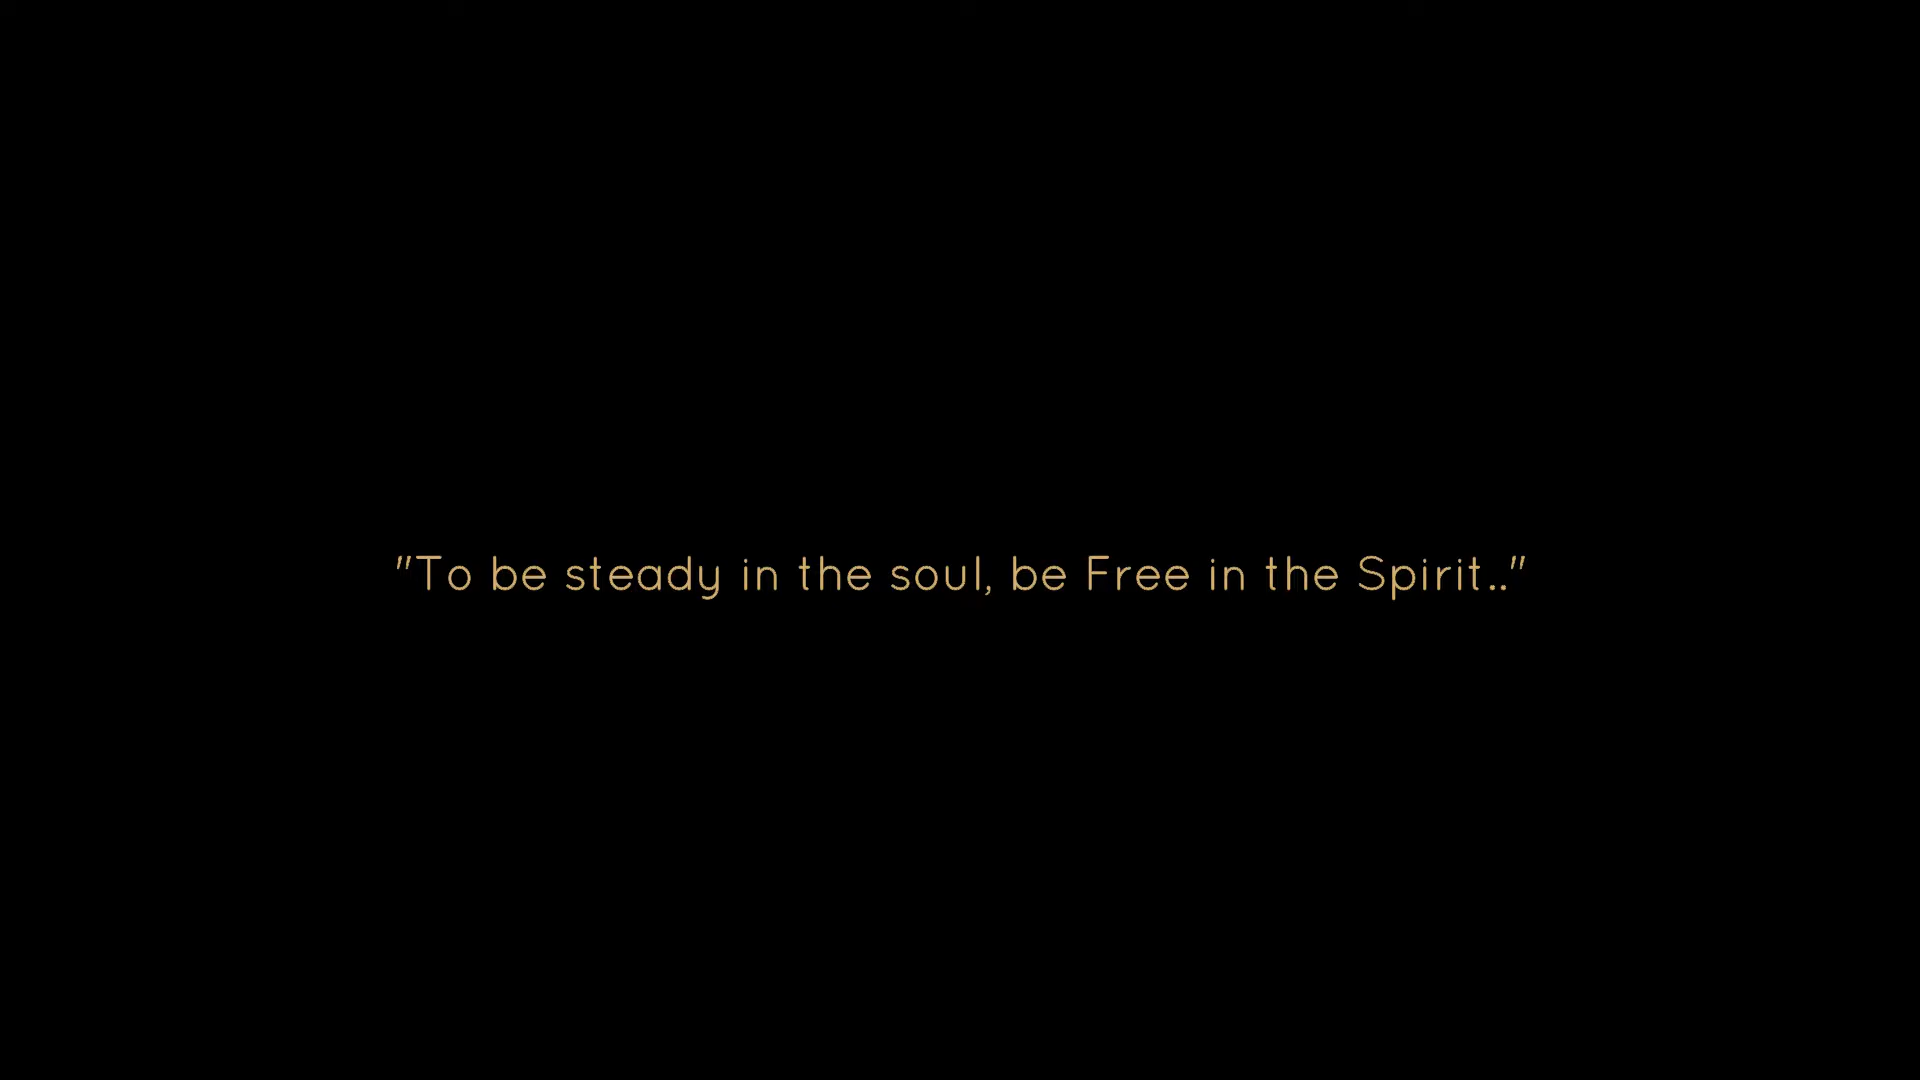 "To be steady in the soul, be Free in the Spirit.."